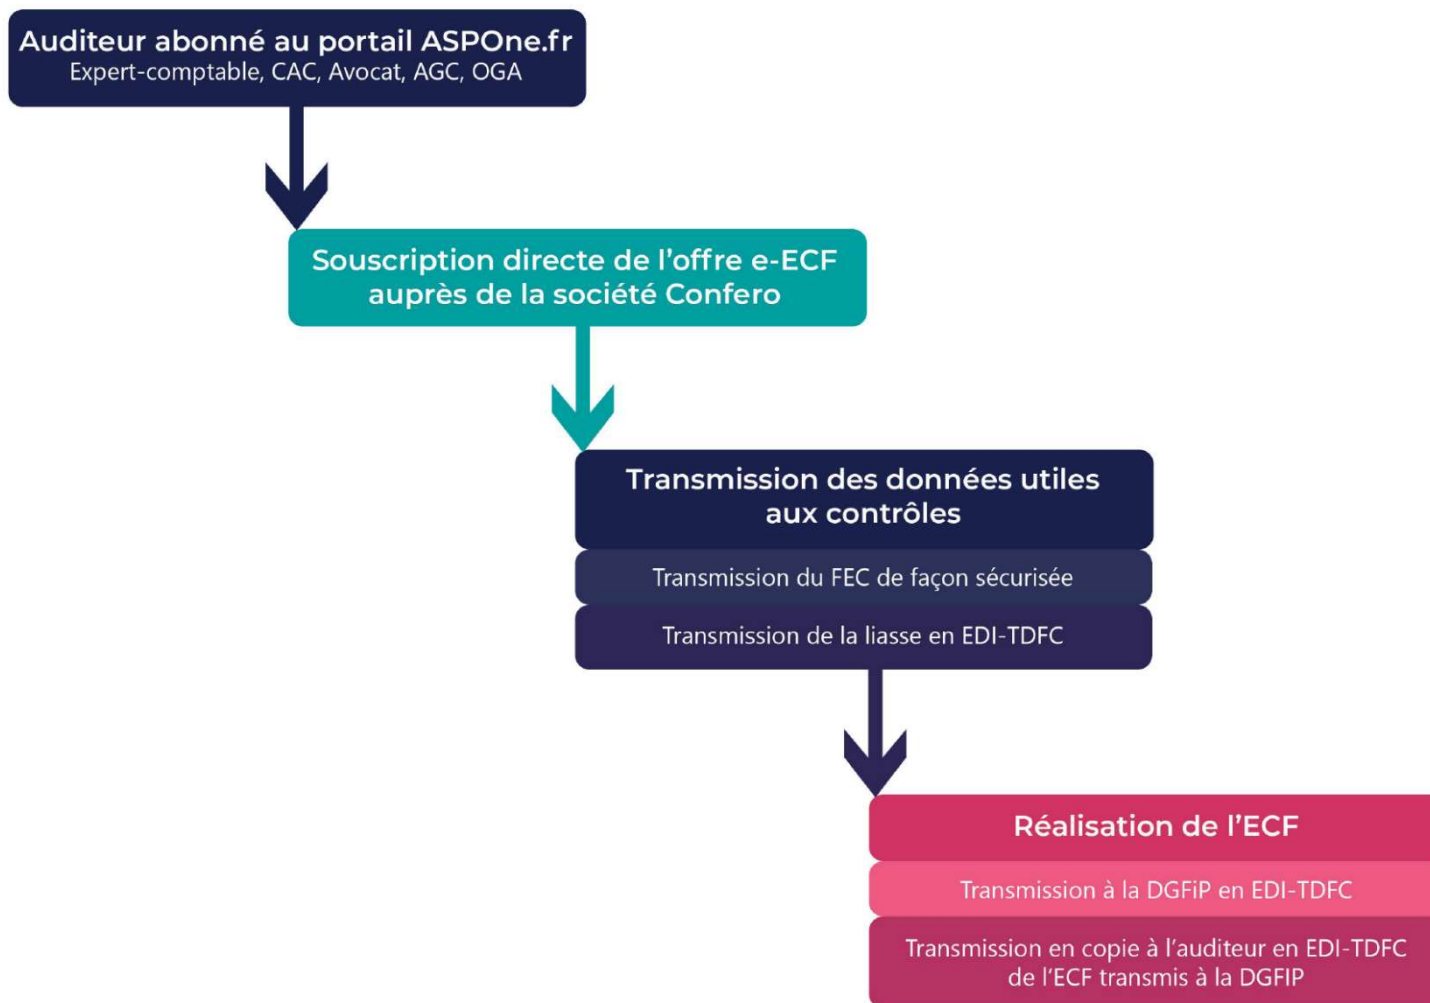 Auditeur abonné au portail ASPOne.fr
Expert-comptable, CAC, Avocat, AGC, OGA
Souscription directe de l’offre e-ECF
auprès de la société Confero
Transmission des données utiles
aux contrôles
Transmission du FEC de façon sécurisée
Transmission de la liasse en EDI-TDFC
Réalisation de l’ECF
Transmission à la DGFiP en EDI-TDFC
Transmission en copie à l’auditeur en EDI-TDFC
de l’ECF transmis à la DGFIP